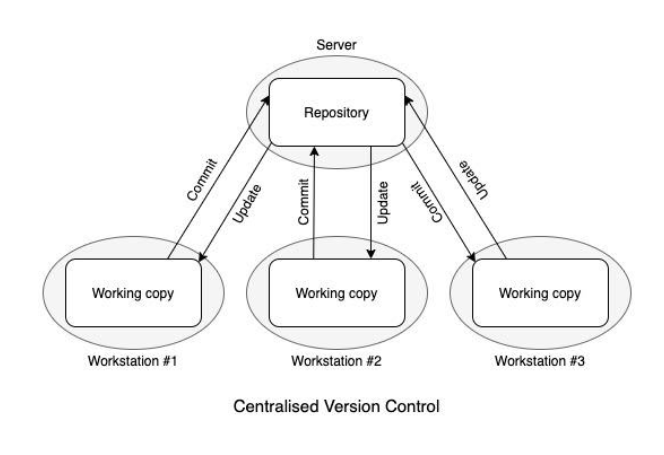 Server
Repository
Commit
Update
Commit
Update
Commit
Update
Working copy
Working copy
Working copy
Workstation #1
Workstation #2
Workstation #3
Centralised Version Control